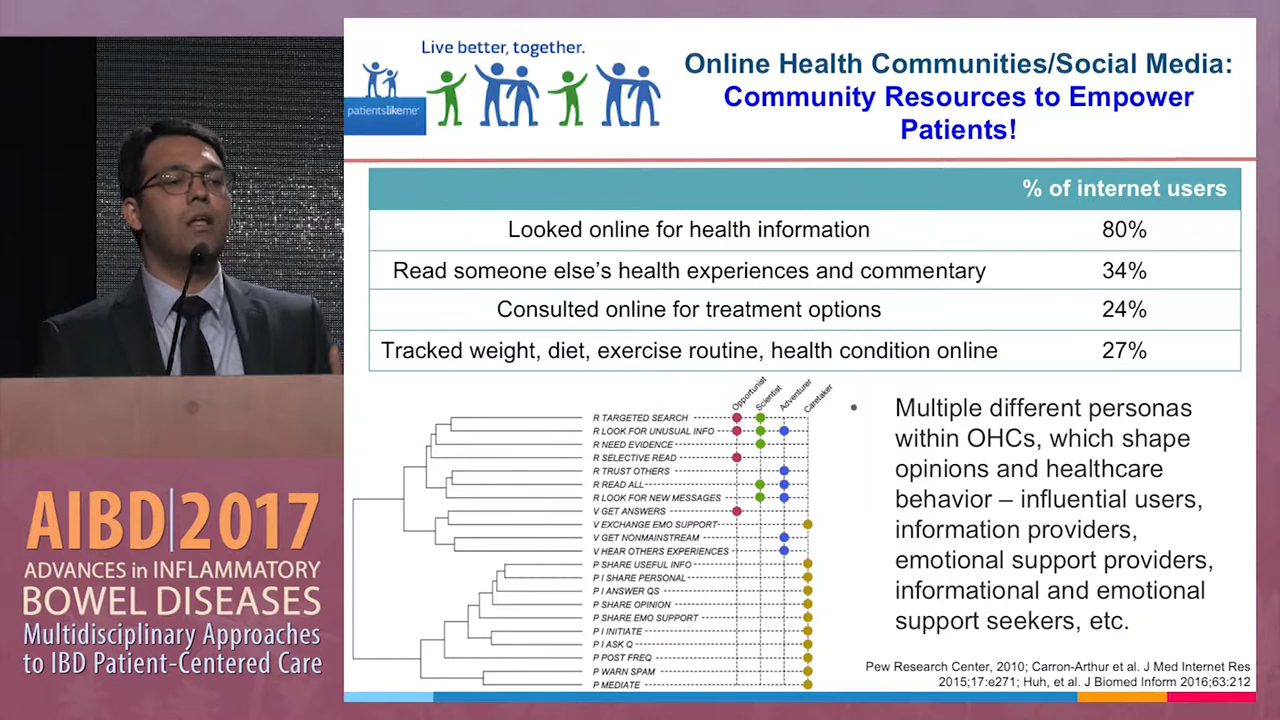 Live better, together.
patientslikeme
Online Health Communities/Social Media:
Community Resources to Empower
Patients!
% of internet users
Looked online for health information 80%
Read someone else's health experiences and commentary 34%
Consulted online for treatment options 24%
Tracked weight, diet, exercise routine, health condition online 27%
Opportunist Scientist Adventurer Caretaker
R TARGETED SEARCH
R LOOK FOR UNUSUAL INFO
R NEED EVIDENCE
R SELECTIVE READ
R TRUST OTHERS
R READ ALL
R LOOK FOR NEW MESSAGES
V GET ANSWERS
V EXCHANGE EMO SUPPORT
V GET NONMAINSTREAM
V HEAR OTHERS EXPERIENCES
P SHARE USEFUL INFO
P I SHARE PERSONAL
P I ANSWER QS
P SHARE OPINION
P SHARE EMO SUPPORT
P I INITIATE
P I ASK Q
P POST FREQ
P WARN SPAM
P MEDIATE
• Multiple different personas
within OHCs, which shape
opinions and healthcare
behavior – influential users,
information providers,
emotional support providers,
informational and emotional
support seekers, etc.
Pew Research Center, 2010; Carron-Arthur et al. J Med Internet Res
2015;17:e271; Huh, et al. J Biomed Inform 2016;63:212
AIBD|2017
ADVANCES in INFLAMMATORY
BOWEL DISEASES
Multidisciplinary Approaches
to IBD Patient-Centered Care